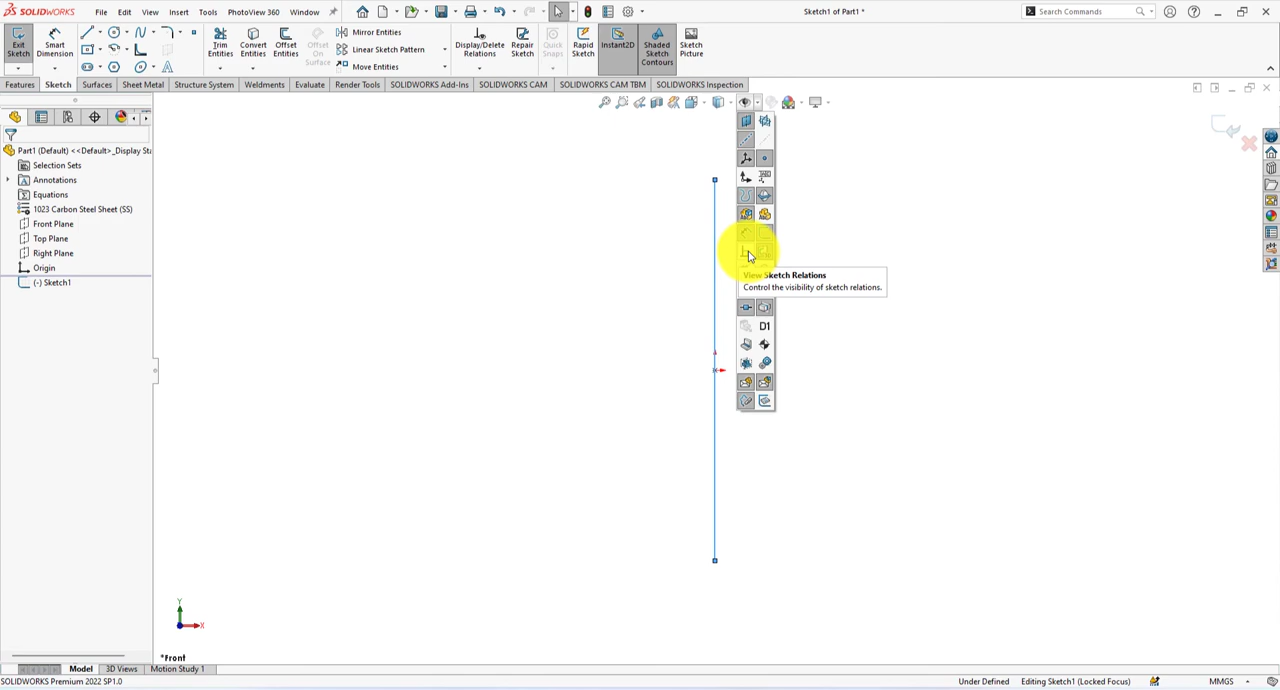 SOLIDWORKS File Edit View Insert Tools PhotoView 360 Window Sketch1 of Part1 * Search Commands
Exit Sketch
Smart Dimension
Trim Entities
Convert Entities
Offset Entities
Offset On Surface
Mirror Entities
Linear Sketch Pattern
Move Entities
Display/Delete Relations
Repair Sketch
Quick Snaps
Rapid Sketch
Instant2D
Shaded Sketch Contours
Sketch Picture
Features Sketch Surfaces Sheet Metal Structure System Weldments Evaluate Render Tools SOLIDWORKS Add-Ins SOLIDWORKS CAM SOLIDWORKS CAM TBM SOLIDWORKS Inspection
Part1 (Default) <<Default>_Display Sta
Selection Sets
Annotations
Equations
1023 Carbon Steel Sheet (SS)
Front Plane
Top Plane
Right Plane
Origin
(-) Sketch1
View Sketch Relations
Control the visibility of sketch relations.
D1
Y
X
*Front
Model 3D Views Motion Study 1
SOLIDWORKS Premium 2022 SP1.0 Under Defined Editing Sketch1 (Locked Focus) MMGS